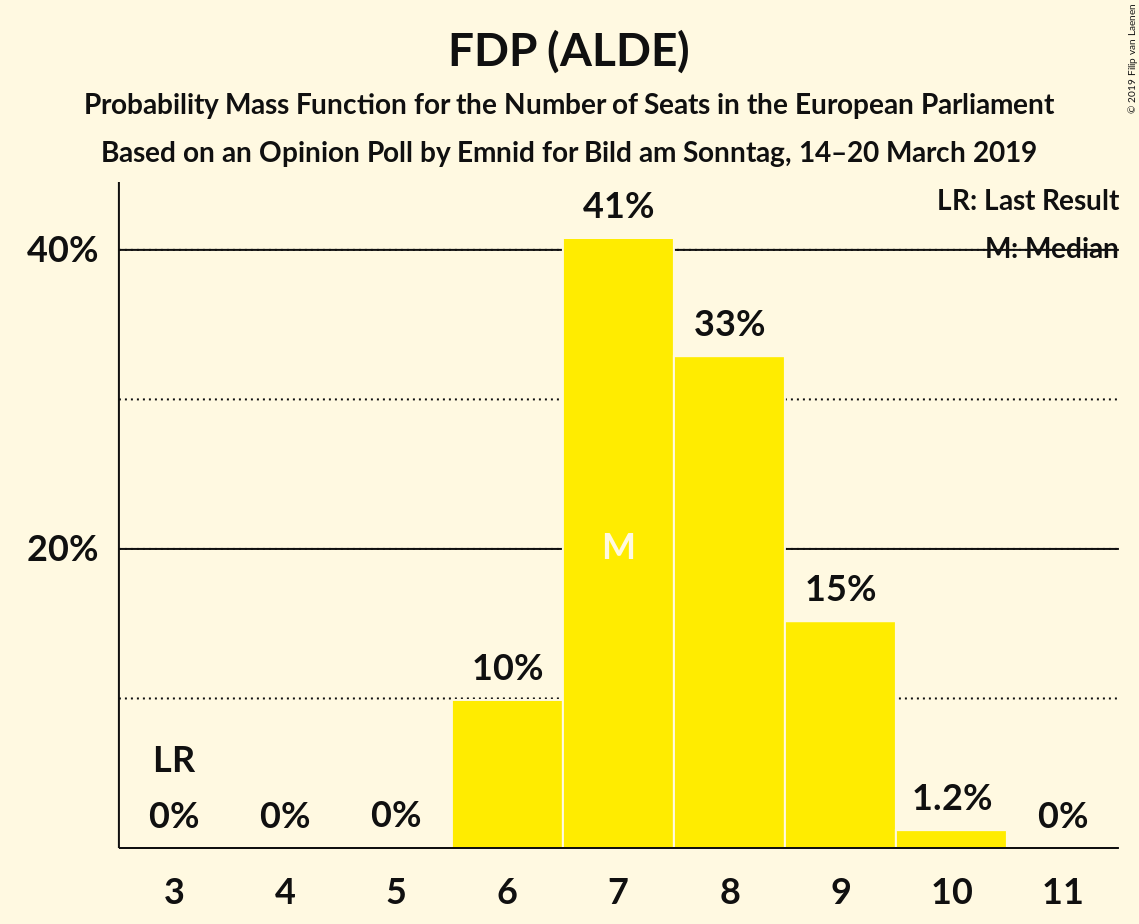 FDP (ALDE)
Probability Mass Function for the Number of Seats in the European Parliament
Based on an Opinion Poll by Emnid for Bild am Sonntag, 14–20 March 2019
© 2019 Filip van Laenen
LR: Last Result
M: Median
40%
20%
41%
33%
M
15%
10%
LR
0%
0%
0%
1.2%
0%
3 4 5 6 7 8 9 10 11